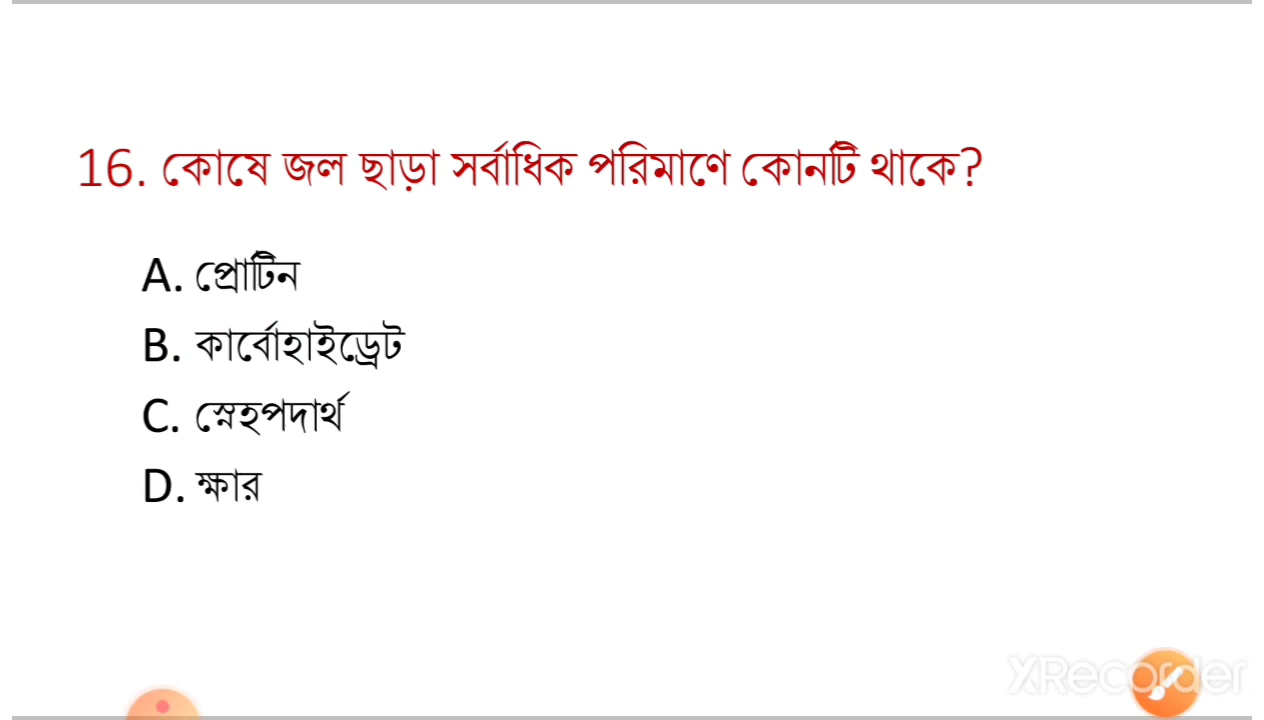 16. কোষে জল ছাড়া সর্বাধিক পরিমাণে কোনটি থাকে?
A. প্রোটিন
B. কার্বোহাইড্রেট
C. স্নেহপদার্থ
D. ক্ষার
XRecorder